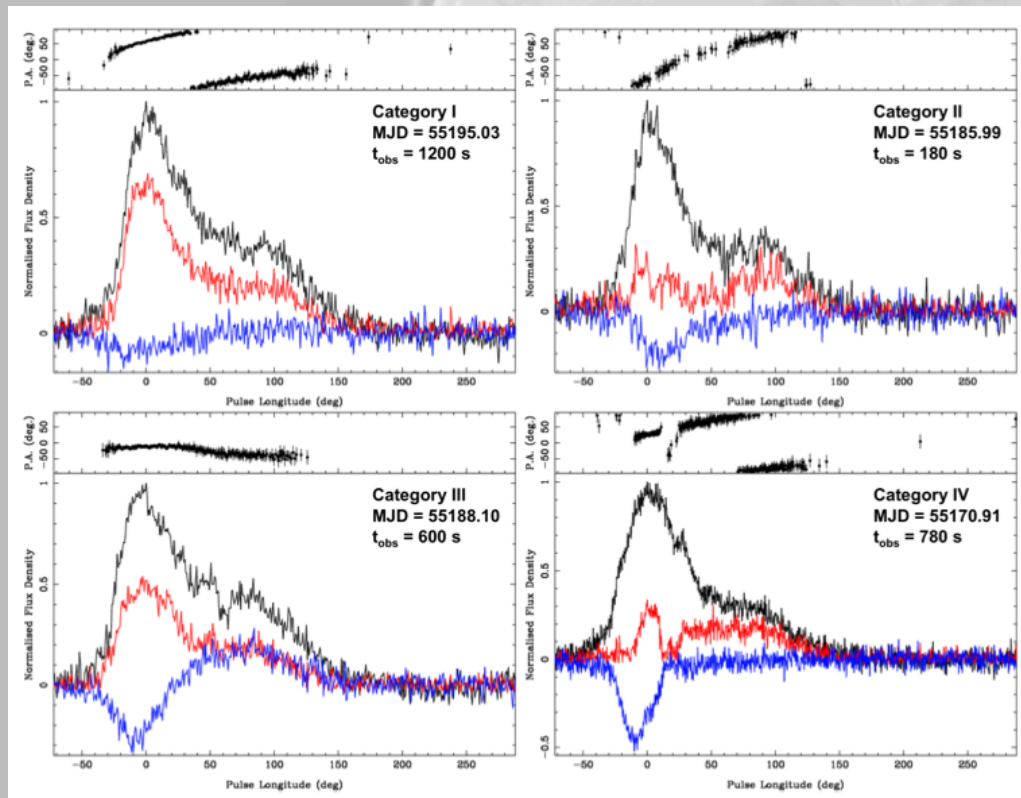 P.A. (deg.)
−50 0 50
Normalised Flux Density
0 0.5 1
Category I
MJD = 55195.03
t_obs = 1200 s
−50 0 50 100 150 200 250
Pulse Longitude (deg)
P.A. (deg.)
−50 0 50
Normalised Flux Density
0 0.5 1
Category II
MJD = 55185.99
t_obs = 180 s
−50 0 50 100 150 200 250
Pulse Longitude (deg)
P.A. (deg.)
−50 0 50
Normalised Flux Density
0 0.5 1
Category III
MJD = 55188.10
t_obs = 600 s
−50 0 50 100 150 200 250
Pulse Longitude (deg)
P.A. (deg.)
−50 0 50
Normalised Flux Density
−0.5 0 0.5 1
Category IV
MJD = 55170.91
t_obs = 780 s
−50 0 50 100 150 200 250
Pulse Longitude (deg)